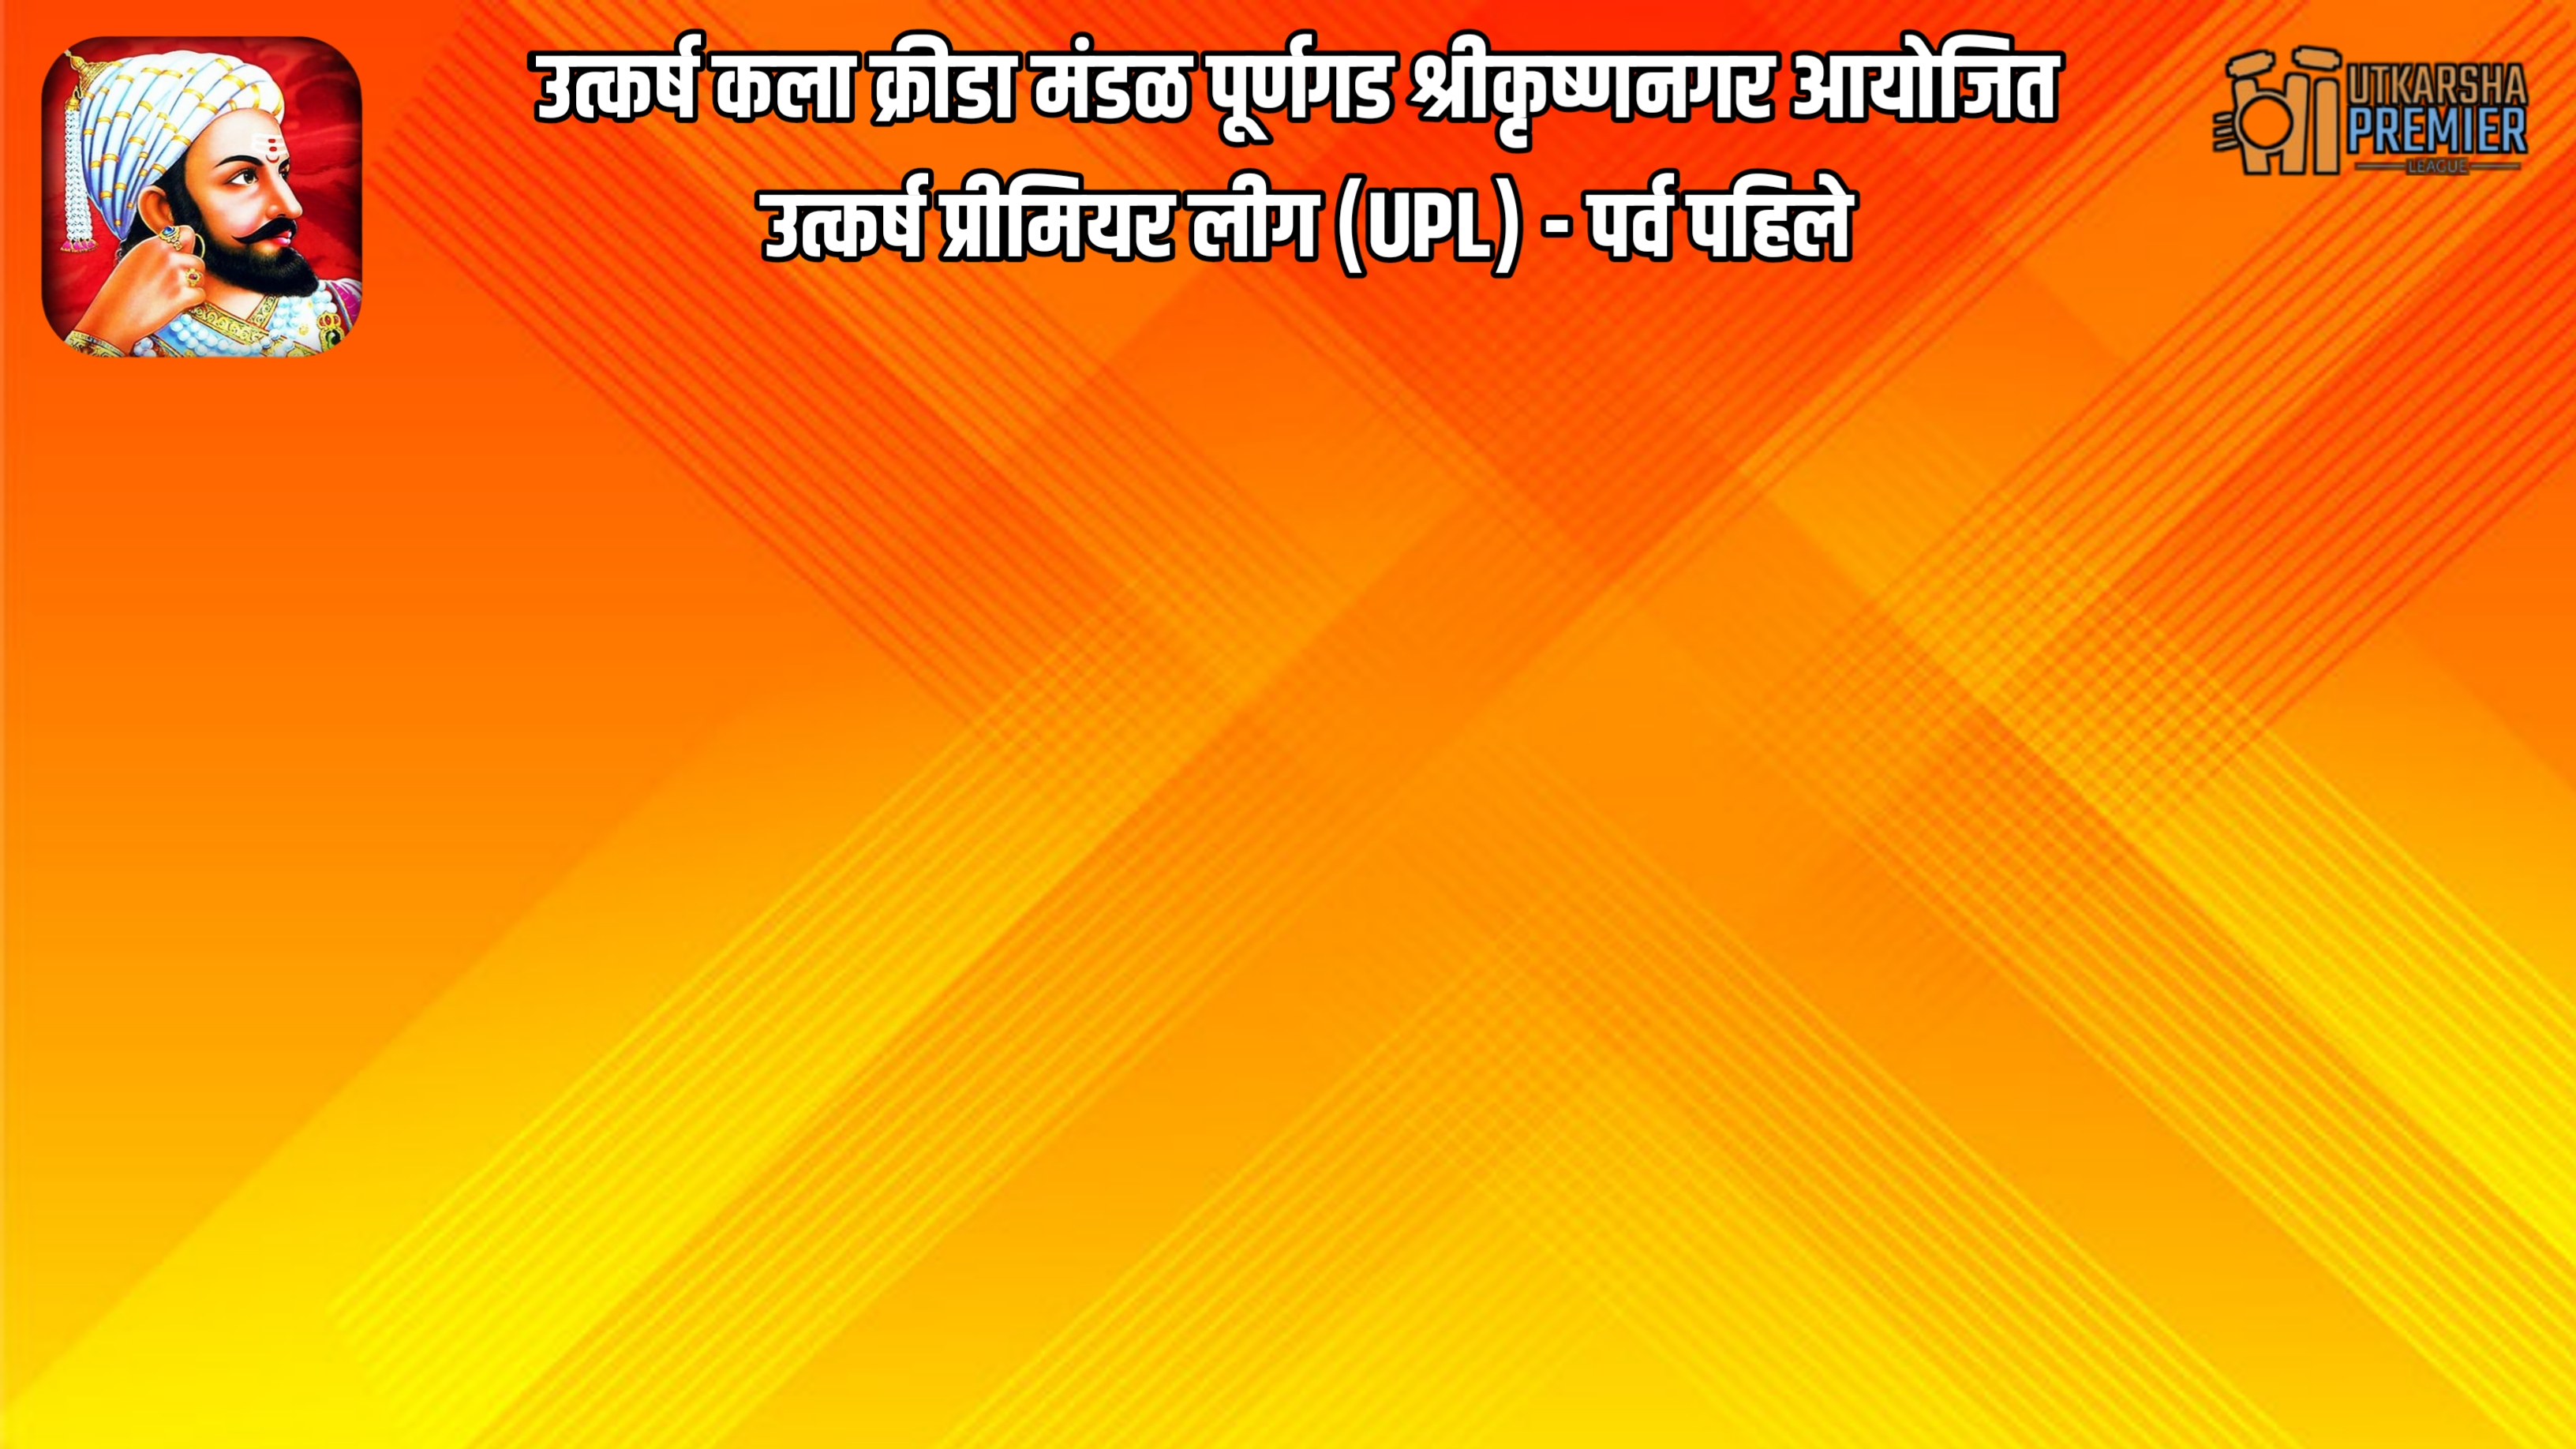 उत्कर्ष कला क्रीडा मंडळ पूर्णगड श्रीकृष्णनगर आयोजित
उत्कर्ष प्रीमियर लीग (UPL) - पर्व पहिले
UTKARSHA
PREMIER
LEAGUE